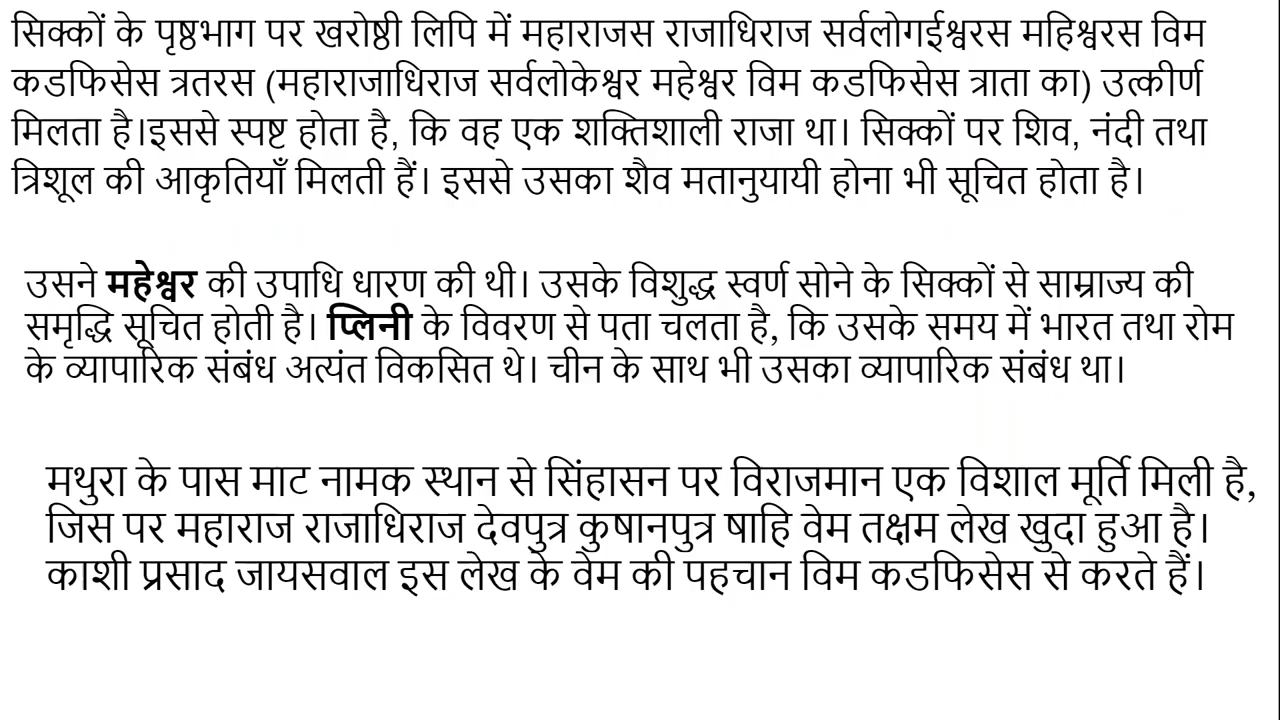 सिक्कों के पृष्ठभाग पर खरोष्ठी लिपि में महाराजस राजाधिराज सर्वलोगईश्वरस महिश्वरस विम
कडफिसेस त्रतरस (महाराजाधिराज सर्वलोकेश्वर महेश्वर विम कडफिसेस त्राता का) उत्कीर्ण
मिलता है।इससे स्पष्ट होता है, कि वह एक शक्तिशाली राजा था। सिक्कों पर शिव, नंदी तथा
त्रिशूल की आकृतियाँ मिलती हैं। इससे उसका शैव मतानुयायी होना भी सूचित होता है।
उसने महेश्वर की उपाधि धारण की थी। उसके विशुद्ध स्वर्ण सोने के सिक्कों से साम्राज्य की
समृद्धि सूचित होती है। प्लिनी के विवरण से पता चलता है, कि उसके समय में भारत तथा रोम
के व्यापारिक संबंध अत्यंत विकसित थे। चीन के साथ भी उसका व्यापारिक संबंध था।
मथुरा के पास माट नामक स्थान से सिंहासन पर विराजमान एक विशाल मूर्ति मिली है,
जिस पर महाराज राजाधिराज देवपुत्र कुषानपुत्र षाहि वेम तक्षम लेख खुदा हुआ है।
काशी प्रसाद जायसवाल इस लेख के वेम की पहचान विम कडफिसेस से करते हैं।